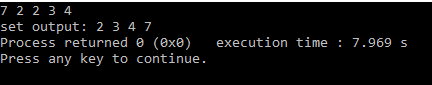 7 2 2 3 4
set output: 2 3 4 7
Process returned 0 (0x0)   execution time : 7.969 s
Press any key to continue.